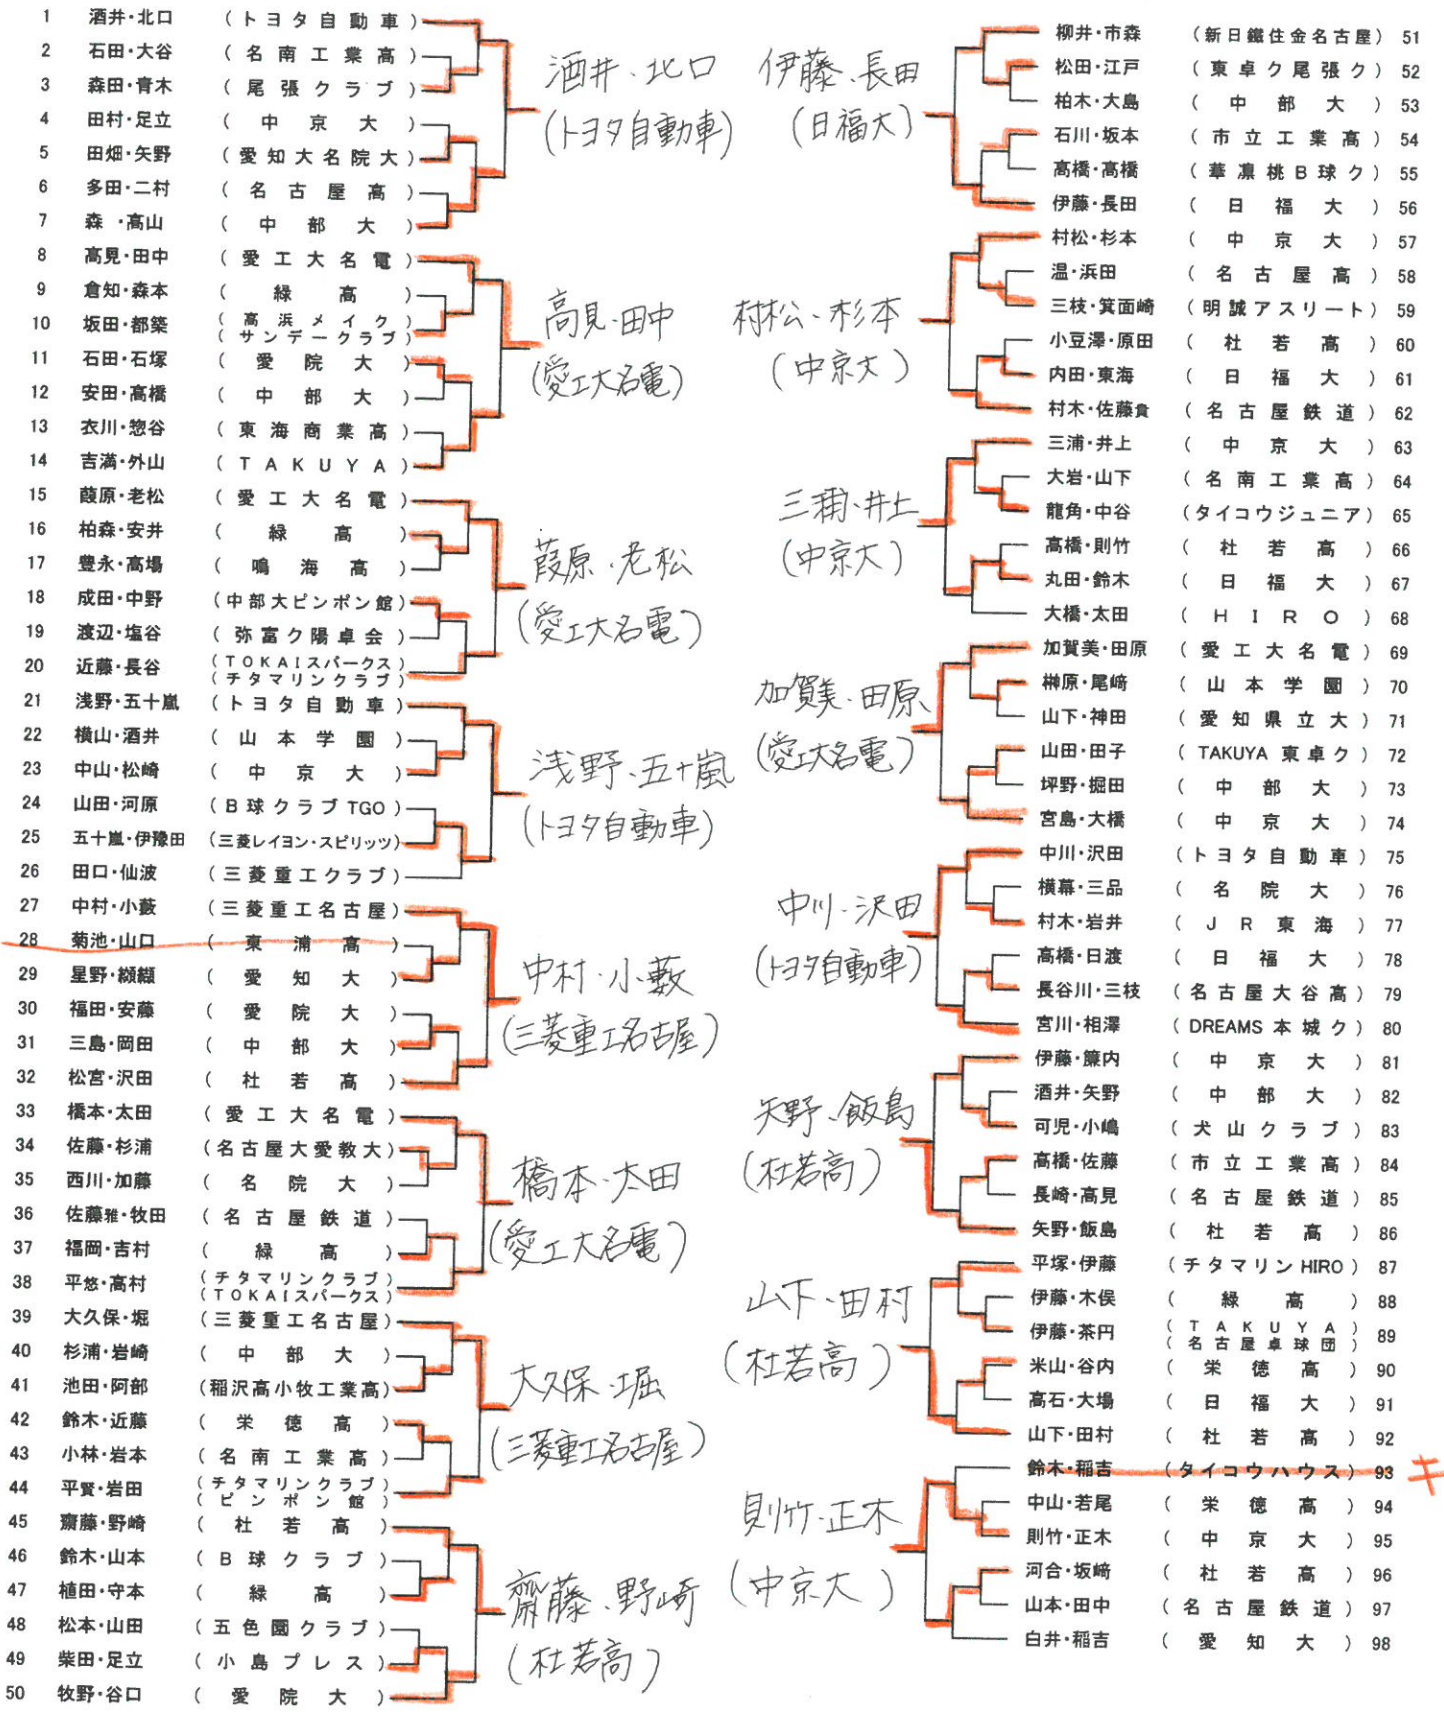 1 酒井・北口 (トヨタ自動車)
2 石田・大谷 (名南工業高)
3 森田・青木 (尾張クラブ)
4 田村・足立 (中京大)
5 田畑・矢野 (愛知大名院大)
6 多田・二村 (名古屋高)
7 森・高山 (中部大)
8 高見・田中 (愛工大名電)
9 倉知・森本 (緑高)
10 坂田・都築 (高浜メイク)
(サンデークラブ)
11 石田・石塚 (愛院大)
12 安田・高橋 (中部大)
13 衣川・惣谷 (東海商業高)
14 吉満・外山 (TAKUYA)
15 葭原・老松 (愛工大名電)
16 柏森・安井 (緑高)
17 豊永・高場 (鳴海高)
18 成田・中野 (中部大ピンポン館)
19 渡辺・塩谷 (弥富ク陽卓会)
20 近藤・長谷 (TOKAIスパークス)
(チタマリンクラブ)
21 浅野・五十嵐 (トヨタ自動車)
22 横山・酒井 (山本学園)
23 中山・松崎 (中京大)
24 山田・河原 (B球クラブTGO)
25 五十嵐・伊豫田 (三菱レイヨン・スピリッツ)
26 田口・仙波 (三菱重工クラブ)
27 中村・小薮 (三菱重工名古屋)
28 菊池・山口 (東浦高)
29 星野・纐纈 (愛知大)
30 福田・安藤 (愛院大)
31 三島・岡田 (中部大)
32 松宮・沢田 (杜若高)
33 橋本・太田 (愛工大名電)
34 佐藤・杉浦 (名古屋大愛教大)
35 西川・加藤 (名院大)
36 佐藤雅・牧田 (名古屋鉄道)
37 福岡・吉村 (緑高)
38 平悠・高村 (チタマリンクラブ)
(TOKAIスパークス)
39 大久保・堀 (三菱重工名古屋)
40 杉浦・岩崎 (中部大)
41 池田・阿部 (稲沢高小牧工業高)
42 鈴木・近藤 (栄徳高)
43 小林・岩本 (名南工業高)
44 平賢・岩田 (チタマリンクラブ)
(ピンポン館)
45 齋藤・野崎 (杜若高)
46 鈴木・山本 (B球クラブ)
47 植田・守本 (緑高)
48 松本・山田 (五色園クラブ)
49 柴田・足立 (小島プレス)
50 牧野・谷口 (愛院大)
酒井・北口
(トヨタ自動車)
高見・田中
(愛工大名電)
葭原・老松
(愛工大名電)
浅野・五十嵐
(トヨタ自動車)
中村・小薮
(三菱重工名古屋)
橋本・太田
(愛工大名電)
大久保・堀
(三菱重工名古屋)
齋藤・野崎
(杜若高)
伊藤・長田
(日福大)
村松・杉本
(中京大)
三浦・井上
(中京大)
加賀美・田原
(愛工大名電)
中川・沢田
(トヨタ自動車)
矢野・飯島
(杜若高)
山下・田村
(杜若高)
則竹・正木
(中京大)
柳井・市森 (新日鐵住金名古屋) 51
松田・江戸 (東卓ク尾張ク) 52
柏木・大島 (中部大) 53
石川・坂本 (市立工業高) 54
高橋・高橋 (華凛桃B球ク) 55
伊藤・長田 (日福大) 56
村松・杉本 (中京大) 57
温・浜田 (名古屋高) 58
三枝・箕面崎 (明誠アスリート) 59
小豆澤・原田 (杜若高) 60
内田・東海 (日福大) 61
村木・佐藤貴 (名古屋鉄道) 62
三浦・井上 (中京大) 63
大岩・山下 (名南工業高) 64
龍角・中谷 (タイコウジュニア) 65
高橋・則竹 (杜若高) 66
丸田・鈴木 (日福大) 67
大橋・太田 (HIRO) 68
加賀美・田原 (愛工大名電) 69
榊原・尾崎 (山本学園) 70
山下・神田 (愛知県立大) 71
山田・田子 (TAKUYA東卓ク) 72
坪野・掘田 (中部大) 73
宮島・大橋 (中京大) 74
中川・沢田 (トヨタ自動車) 75
横幕・三品 (名院大) 76
村木・岩井 (JR東海) 77
高橋・日渡 (日福大) 78
長谷川・三枝 (名古屋大谷高) 79
宮川・相澤 (DREAMS本城ク) 80
伊藤・簾内 (中京大) 81
酒井・矢野 (中部大) 82
可児・小嶋 (犬山クラブ) 83
高橋・佐藤 (市立工業高) 84
長崎・高見 (名古屋鉄道) 85
矢野・飯島 (杜若高) 86
平塚・伊藤 (チタマリンHIRO) 87
伊藤・木俣 (緑高) 88
伊藤・茶円 (TAKUYA) 89
(名古屋卓球団)
米山・谷内 (栄徳高) 90
高石・大場 (日福大) 91
山下・田村 (杜若高) 92
鈴木・稲吉 (タイコウハウス) 93 キ
中山・若尾 (栄徳高) 94
則竹・正木 (中京大) 95
河合・坂崎 (杜若高) 96
山本・田中 (名古屋鉄道) 97
白井・稲吉 (愛知大) 98